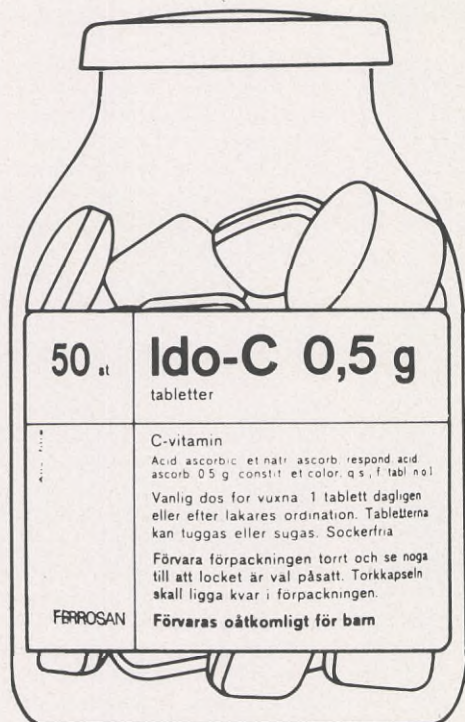 50 st
Ido-C 0,5 g
tabletter
C-vitamin
Acid ascorbic et natr ascorb respond acid
ascorb 0 5 g constit et color, q s, f tabl no1
Vanlig dos for vuxna 1 tablett dagligen
eller efter lakares ordination. Tabletterna
kan tuggas eller sugas. Sockerfria
Förvara förpackningen torrt och se noga
till att locket är val påsatt. Torkkapseln
skall ligga kvar i förpackningen.
FERROSAN
Förvaras oåtkomligt för barn